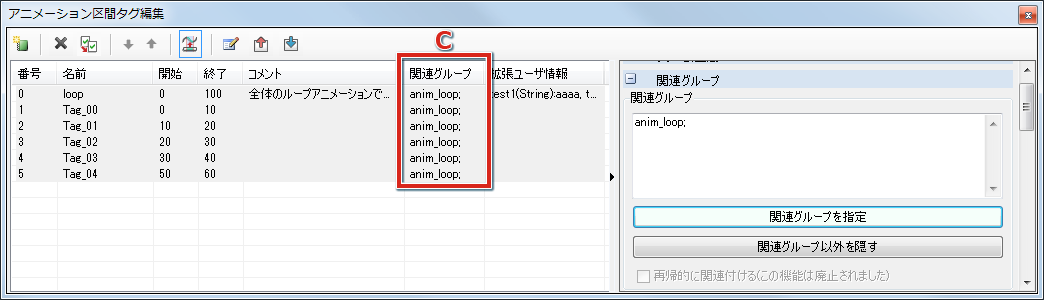 アニメーション区間タグ編集
C
番号 名前 開始 終了 コメント 関連グループ 拡張ユーザ情報
0 loop 0 100 全体のループアニメーションで... anim_loop; test1(String):aaaa, t...
1 Tag_00 0 10 anim_loop;
2 Tag_01 10 20 anim_loop;
3 Tag_02 20 30 anim_loop;
4 Tag_03 30 40 anim_loop;
5 Tag_04 50 60 anim_loop;
関連グループ
関連グループ
anim_loop;
関連グループを指定
関連グループ以外を隠す
再帰的に関連付ける(この機能は廃止されました)